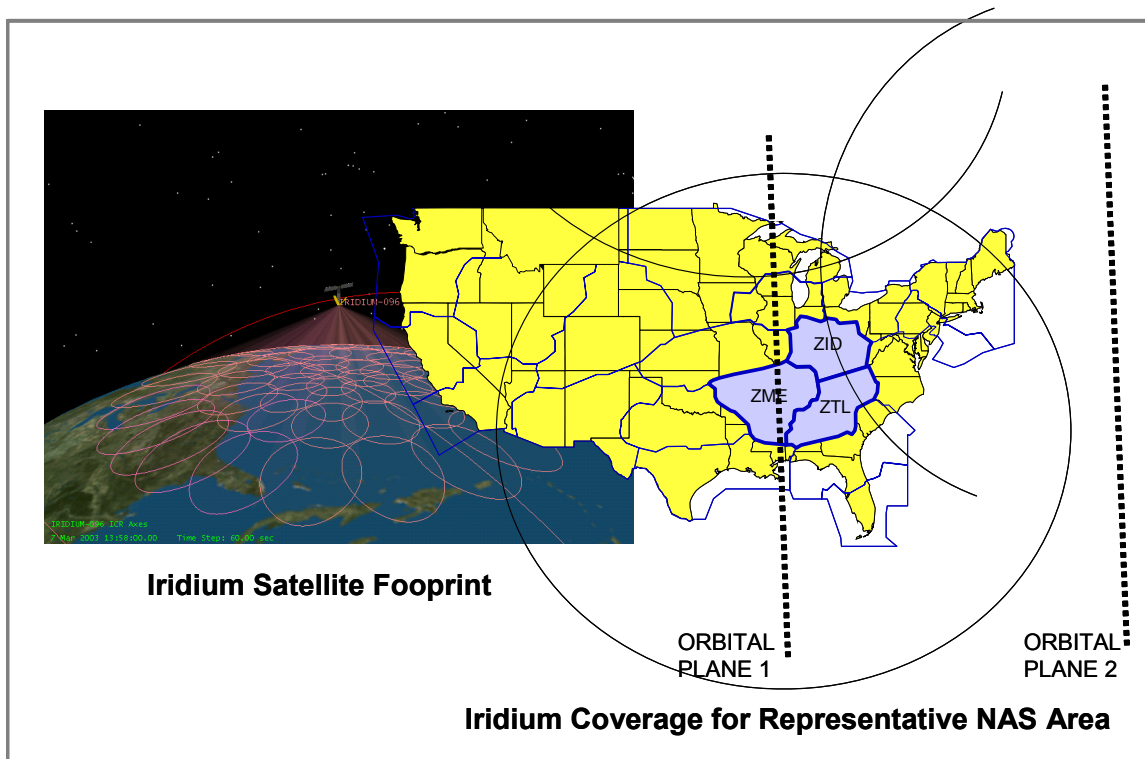 IRIDIUM-096
ZID
ZME
ZTL
IRIDIUM-096 ICR Axes
7 Mar 2003 13:58:00.00 Time Step: 60.00 sec
Iridium Satellite Fooprint
ORBITAL
PLANE 1
ORBITAL
PLANE 2
Iridium Coverage for Representative NAS Area